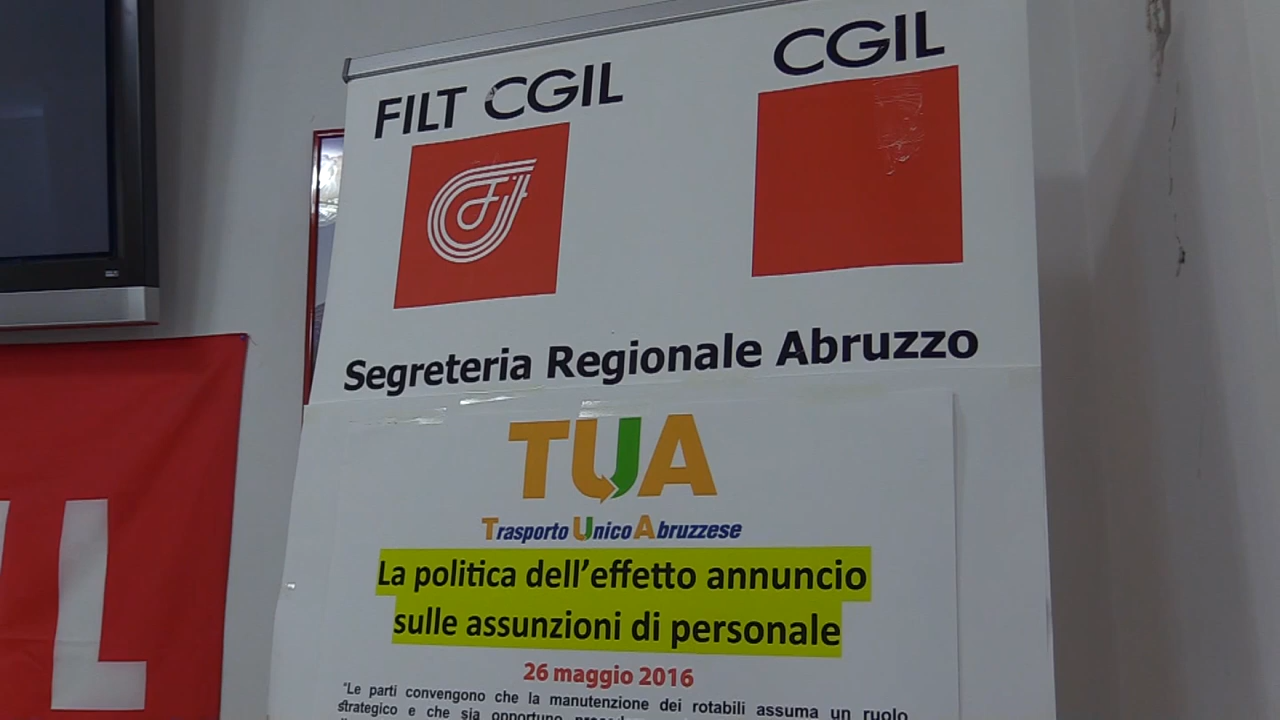 FILT CGIL
CGIL
Filt
Segreteria Regionale Abruzzo
TUA
Trasporto Unico Abruzzese
La politica dell'effetto annuncio
sulle assunzioni di personale
26 maggio 2016
"Le parti convengono che la manutenzione dei rotabili assuma un ruolo
strategico e che sia opportuno
L